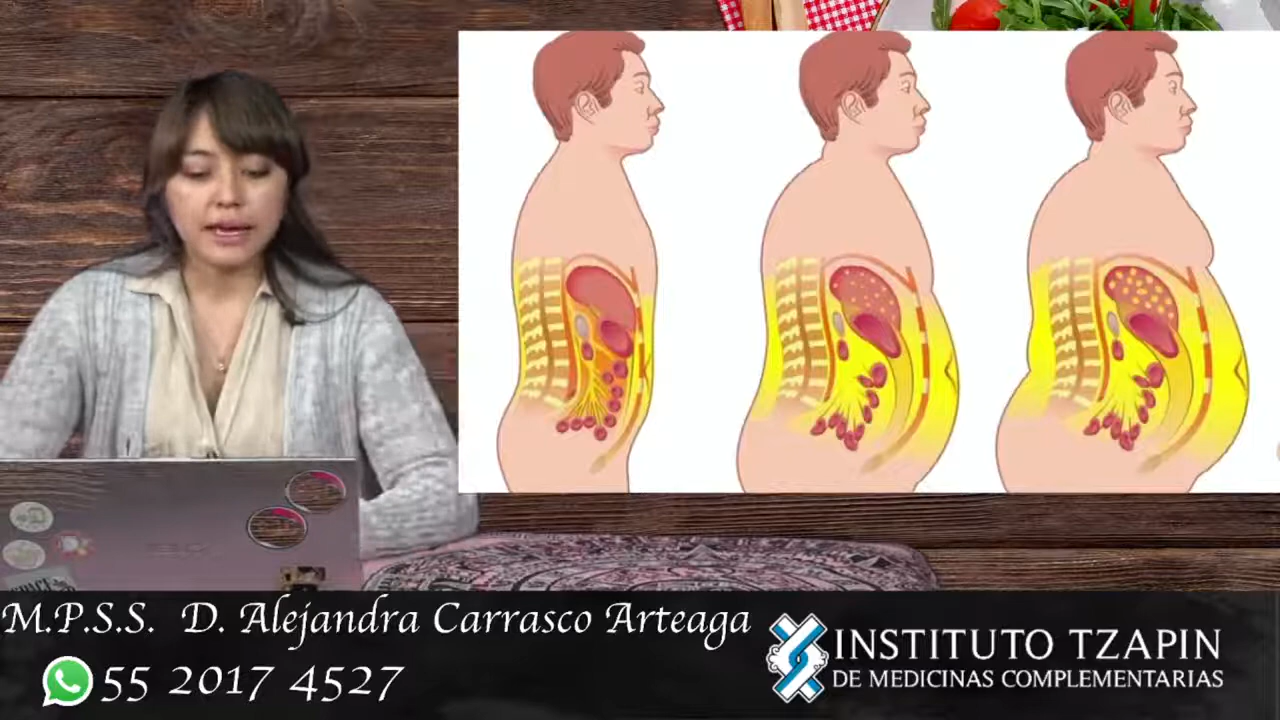 M.P.S.S. D. Alejandra Carrasco Arteaga
55 2017 4527
INSTITUTO TZAPIN
DE MEDICINAS COMPLEMENTARIAS